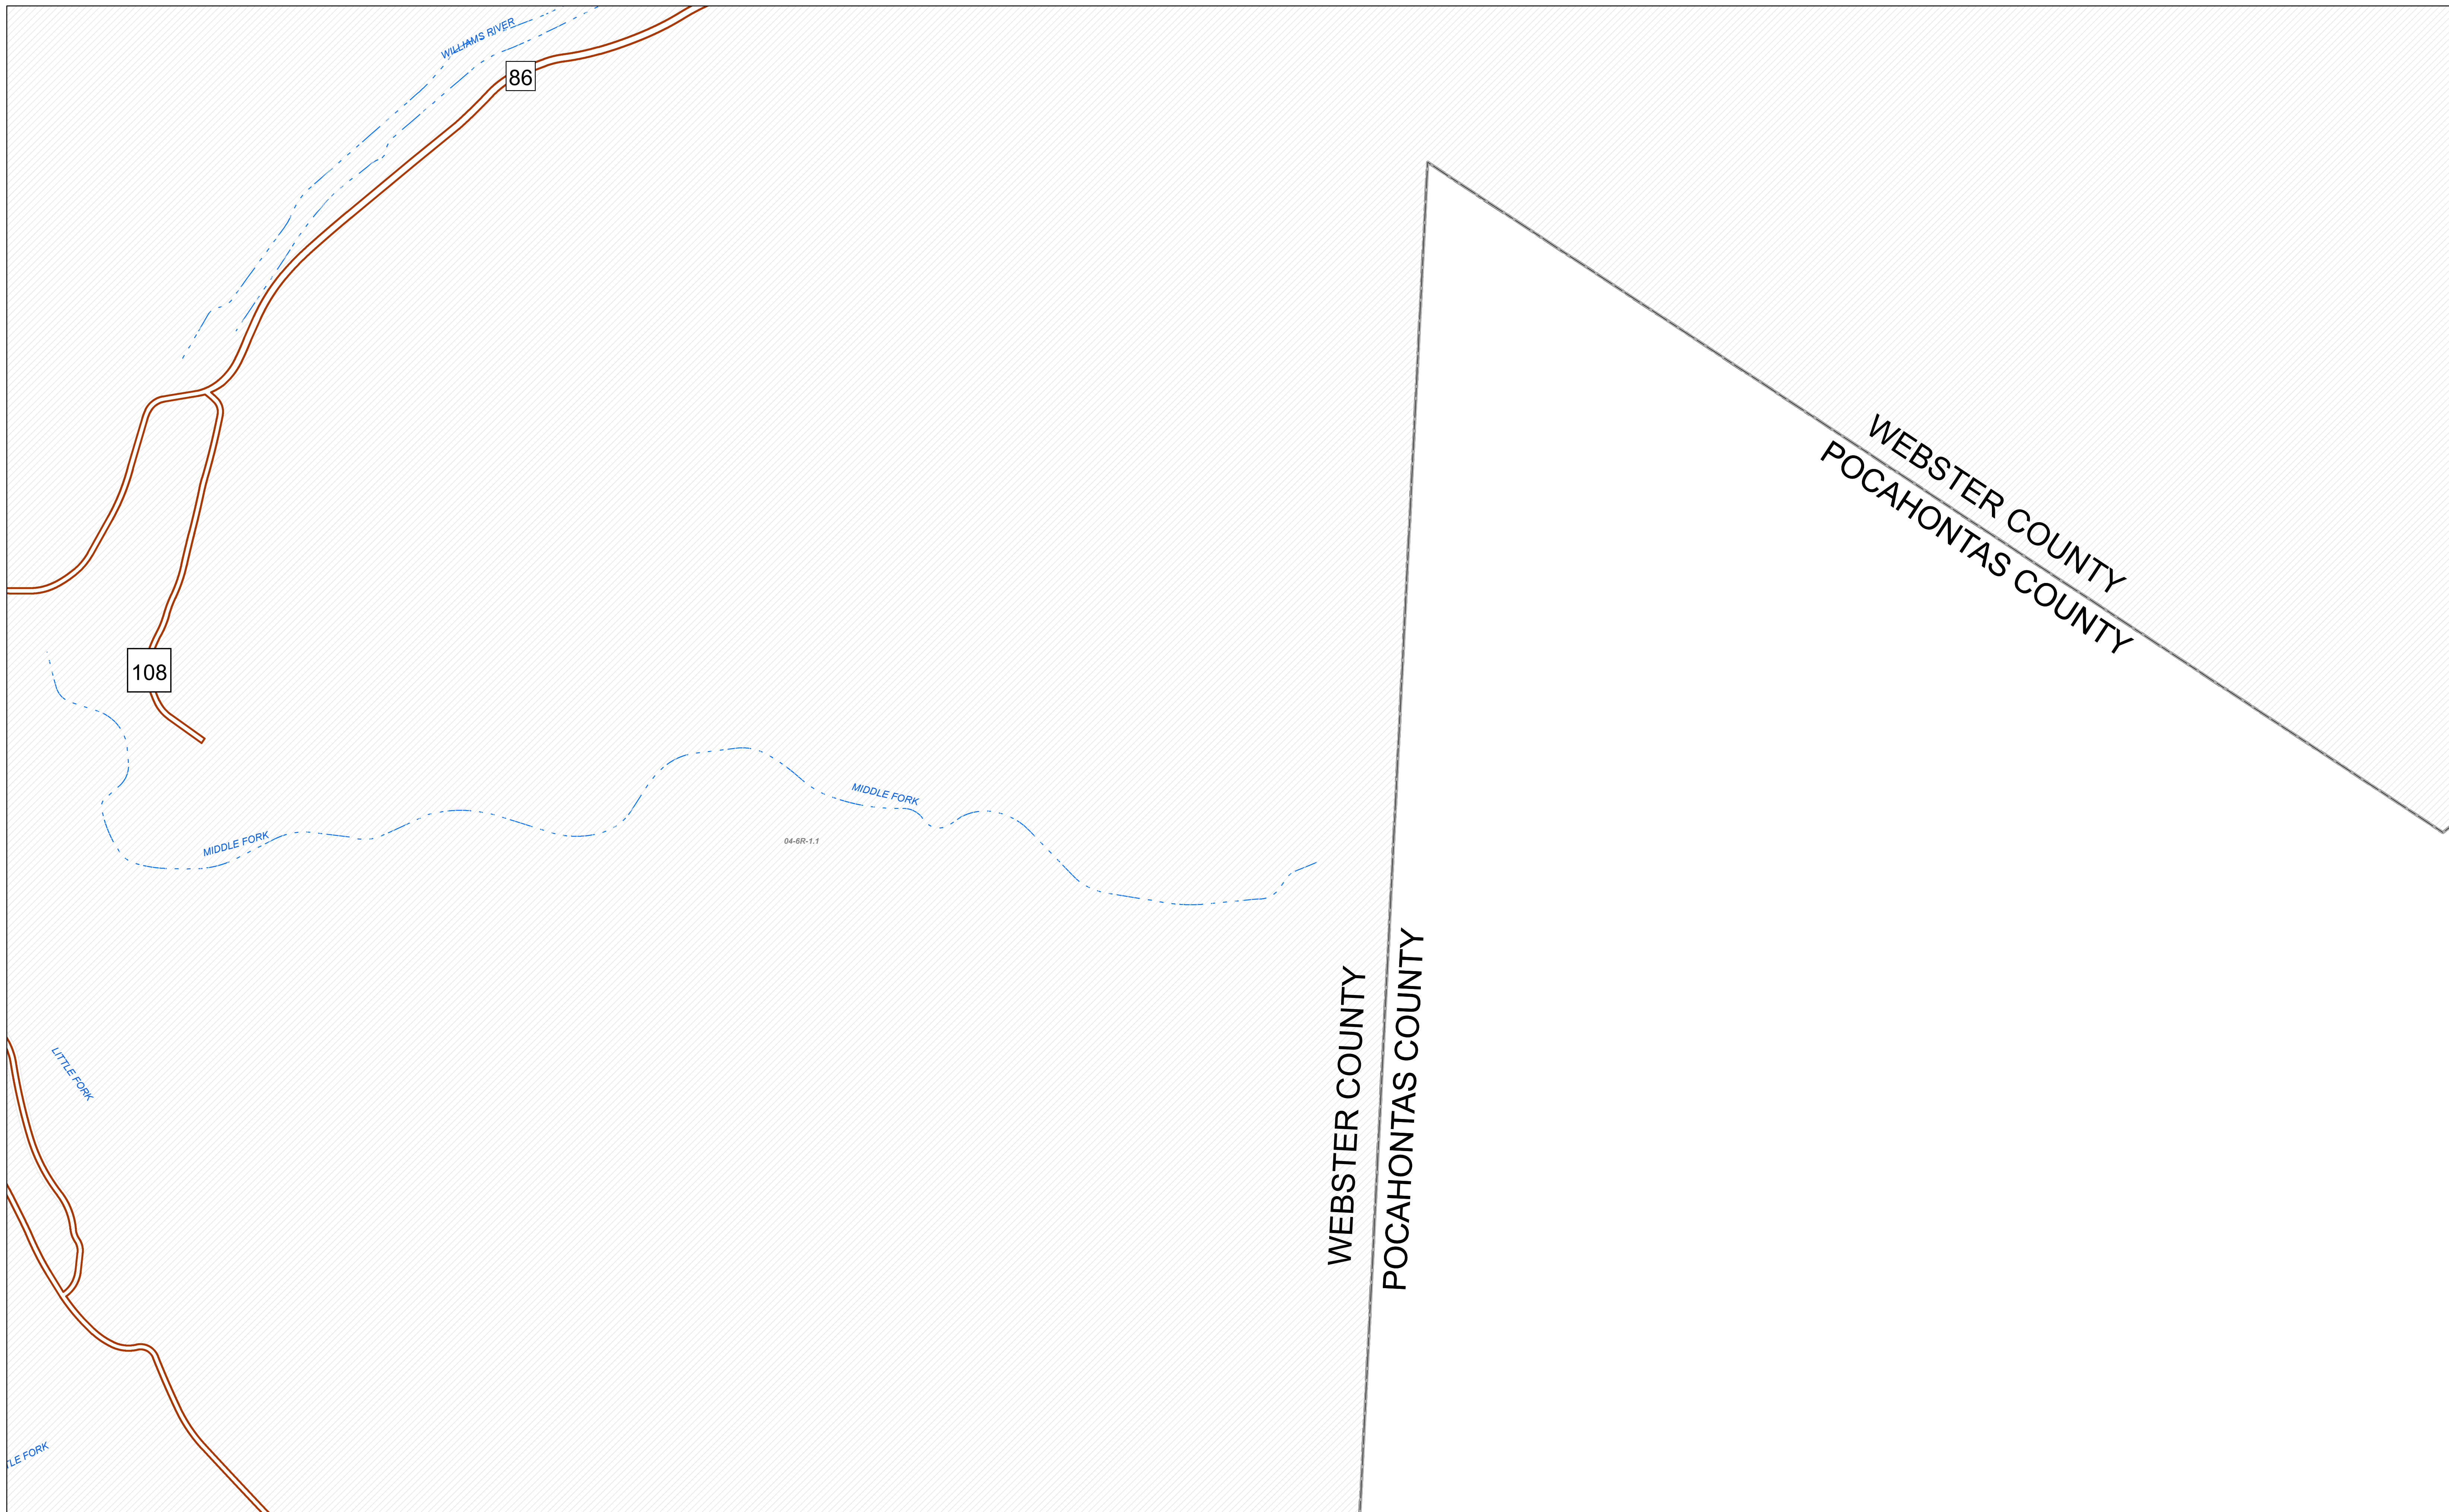 WILLIAMS RIVER
86
WEBSTER COUNTY
POCAHONTAS COUNTY
108
MIDDLE FORK
MIDDLE FORK
04-6R-1.1
WEBSTER COUNTY
POCAHONTAS COUNTY
LITTLE FORK
TLE FORK